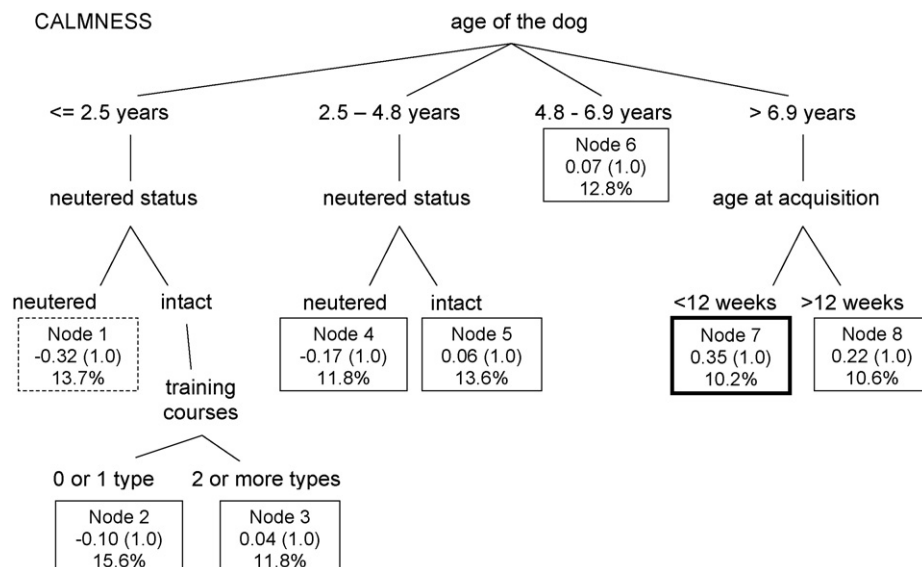 CALMNESS
age of the dog
<= 2.5 years
2.5 – 4.8 years
4.8 - 6.9 years
> 6.9 years
Node 6
0.07 (1.0)
12.8%
neutered status
neutered status
age at acquisition
neutered
intact
neutered
intact
<12 weeks
>12 weeks
Node 1
-0.32 (1.0)
13.7%
Node 4
-0.17 (1.0)
11.8%
Node 5
0.06 (1.0)
13.6%
Node 7
0.35 (1.0)
10.2%
Node 8
0.22 (1.0)
10.6%
training
courses
0 or 1 type
2 or more types
Node 2
-0.10 (1.0)
15.6%
Node 3
0.04 (1.0)
11.8%